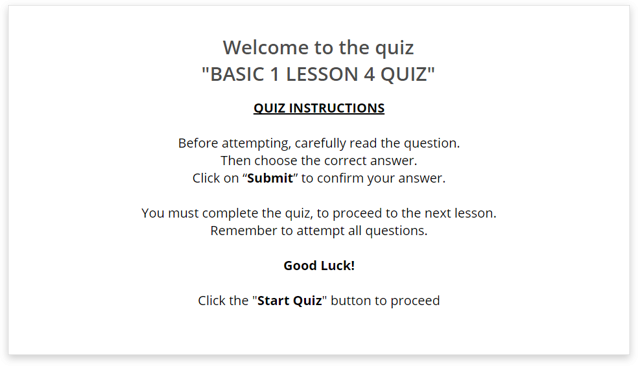 Welcome to the quiz
"BASIC 1 LESSON 4 QUIZ"
QUIZ INSTRUCTIONS
Before attempting, carefully read the question.
Then choose the correct answer.
Click on “Submit” to confirm your answer.
You must complete the quiz, to proceed to the next lesson.
Remember to attempt all questions.
Good Luck!
Click the "Start Quiz" button to proceed